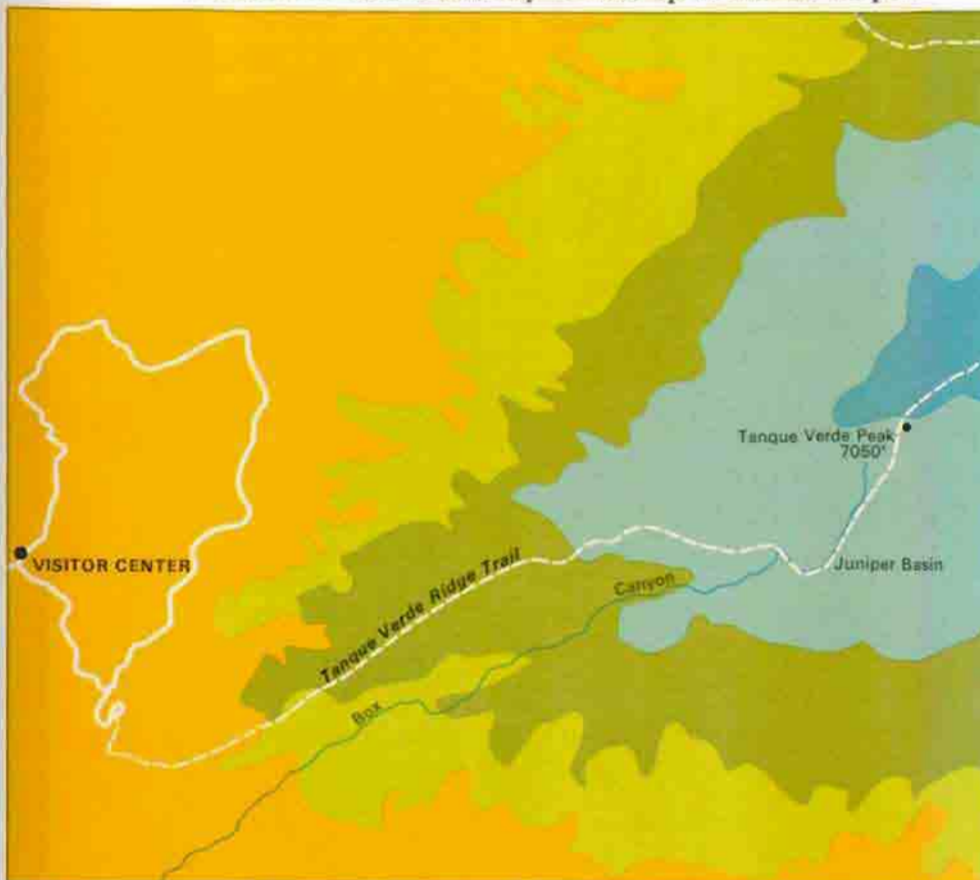 Tanque Verde Peak
7050'
VISITOR CENTER
Tanque Verde Ridge Trail
Juniper Basin
Canyon
Box